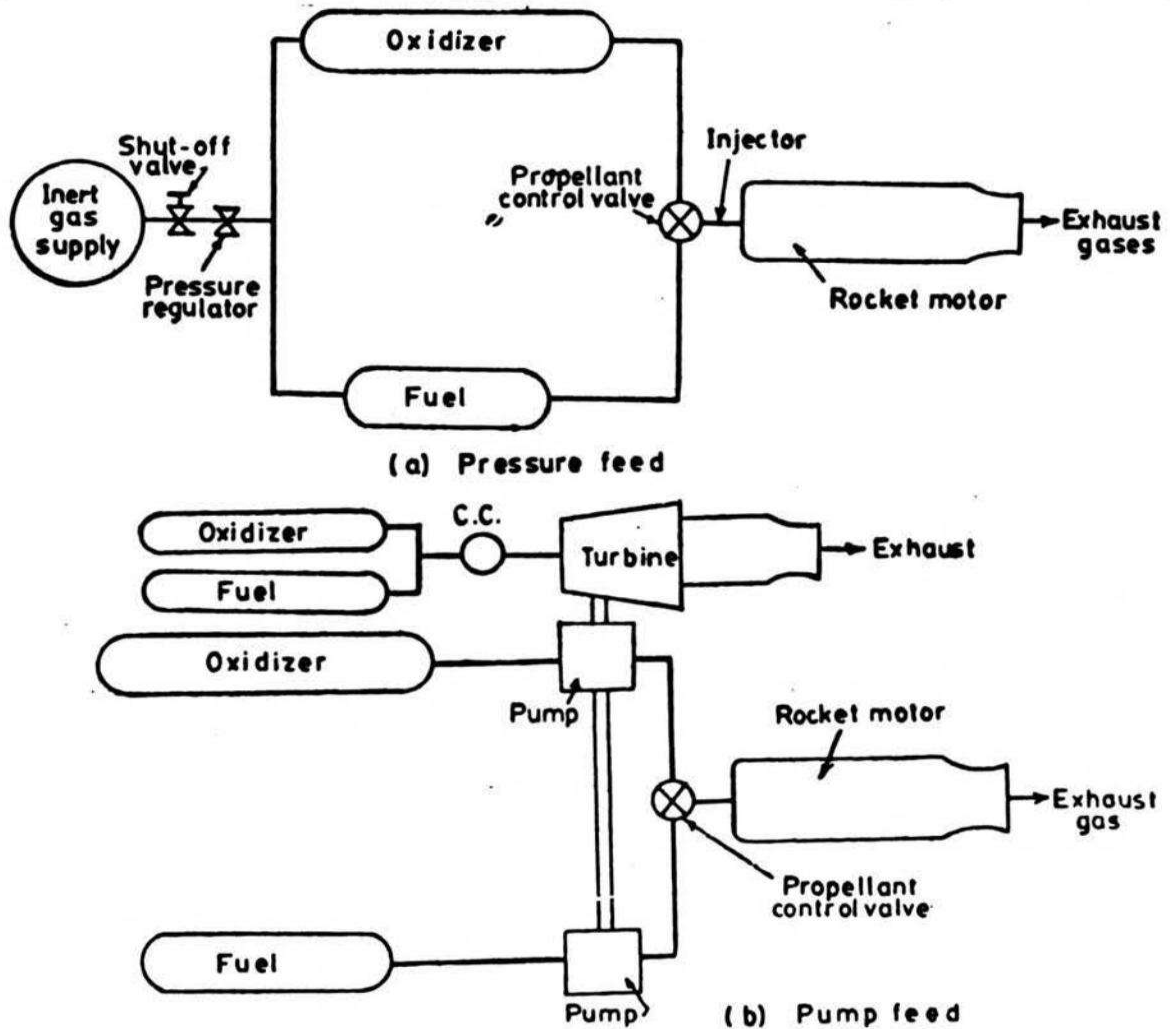 Oxidizer
Shut-off
valve
Inert
gas
supply
Pressure
regulator
Propellant
control valve
Injector
Exhaust
gases
Rocket motor
Fuel
(a) Pressure feed
Oxidizer
Fuel
C.C.
Turbine
Exhaust
Oxidizer
Pump
Rocket motor
Exhaust
gas
Propellant
control valve
Fuel
Pump
(b) Pump feed